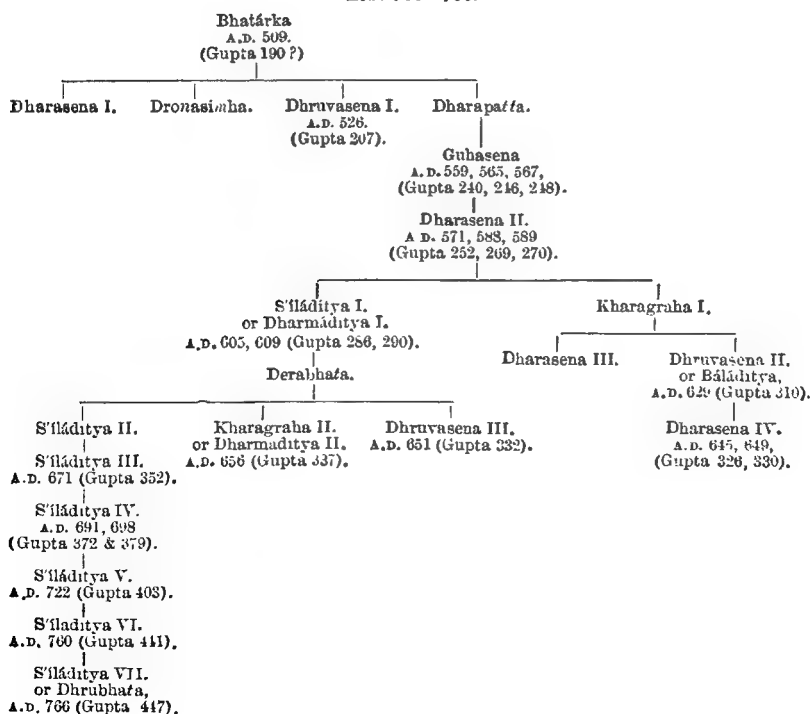 Bhatárka
A.D. 509.
(Gupta 190 ?)
Dharasena I. Dronasimha. Dhruvasena I. Dharapatta.
A.D. 526.
(Gupta 207).
Guhasena
A.D. 559, 565, 567,
(Gupta 240, 246, 248).
Dharasena II.
A D. 571, 588, 589
(Gupta 252, 269, 270).
S'íláditya I. Kharagraha I.
or Dharmáditya I.
A.D. 605, 609 (Gupta 286, 290).
Dharasena III. Dhruvasena II.
or Báláditya,
A.D. 629 (Gupta 310).
Derabhata.
Dharasena IV.
A.D. 645, 649,
(Gupta 326, 330).
S'íláditya II. Kharagraha II. Dhruvasena III.
or Dharmaditya II. A.D. 651 (Gupta 332).
A.D. 656 (Gupta 337).
S'íláditya III.
A.D. 671 (Gupta 352).
S'íláditya IV.
A.D. 691, 698
(Gupta 372 & 379).
S'íláditya V.
A.D. 722 (Gupta 403).
S'íladitya VI.
A.D. 760 (Gupta 441).
S'íláditya VII.
or Dhrubhata,
A.D. 766 (Gupta 447).